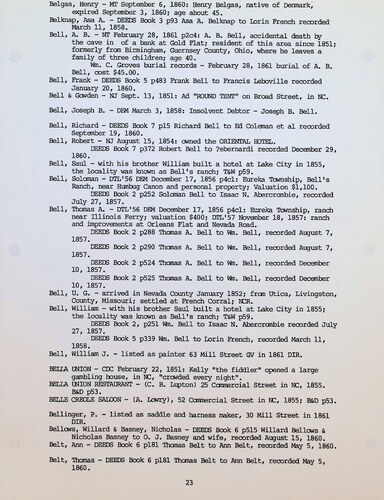 Belgas, Henry - MT September 6, 1860: Henry Belgas, native of Denmark,
expired September 3, 1860; age about 45.
Belknap, Asa A. - DEEDS Book 3 p93 Asa A. Belknap to Lorin French recorded
March 11, 1858.
Bell, A. B. - NT February 28, 1861 p2c4: A. B. Bell, accidental death by
the cave in of a bank at Gold Flat; resident of this area since 1851;
formerly from Birmingham, Guernsey County, Ohio, where he leaves a
family of three children; age 40.
Wm. C. Groves burial records - February 28, 1861 burial of A. B.
Bell, cost $45.00.
Bell, Frank - DEEDS Book 5 p483 Frank Bell to Francis Leboville recorded
January 20, 1860.
Bell & Gowden - NJ Sept. 13, 1851: Ad "ROUND TENT" on Broad Street, in NC.
Bell, Joseph B. - DEM March 3, 1858: Insolvent Debtor - Joseph B. Bell.
Bell, Richard - DEEDS Book 7 p15 Richard Bell to Ed Coleman et al recorded
September 19, 1860.
Bell, Robert - NJ August 15, 1854: owned the ORIENTAL HOTEL.
DEEDS Book 7 p372 Robert Bell to Peter Bernardi recorded December 29,
1860.
Bell, Saul - with his brother William built a hotel at Lake City in 1855,
the locality was known as Bell's ranch; T&W p59.
Bell, Soloman - DTL'56 DEM December 17, 1856 p4c1: Eureka Township, Bell's
Ranch, near Humbug Canon and personal property; Valuation $1,100.
DEEDS Book 2 p252 Soloman Bell to Isaac N. Abercrombie, recorded
July 27, 1857.
Bell, Thomas A. - DTL'56 DEM December 17, 1856 p4c1: Eureka Township, ranch
near Illinois Ferry; valuation $400; DTL'57 November 18, 1857: ranch
and improvements at Orleans Flat and Nevada Road.
DEEDS Book 2 p288 Thomas A. Bell to Wm. Bell, recorded August 7,
1857.
DEEDS Book 2 p290 Thomas A. Bell to Wm. Bell, recorded August 7,
1857.
DEEDS Book 2 p524 Thomas A. Bell to Wm. Bell, recorded December
10, 1857.
DEEDS Book 2 p525 Thomas A. Bell to Wm. Bell, recorded December
10, 1857.
Bell, U. G. - arrived in Nevada County January 1852; from Utica, Livingston,
County, Missouri; settled at French Corral; NCR.
Bell, William - with his brother Saul built a hotel at Lake City in 1855;
the locality was known as Bell's ranch; T&W p59.
DEEDS Book 2, p251 Wm. Bell to Isaac N. Abercrombie recorded July
27, 1857.
DEEDS Book 5 p339 Wm. Bell to Lorin French, recorded March 11,
1858.
Bell, William J. - listed as painter 63 Mill Street GV in 1861 DIR.
BELLA UNION - CDC February 22, 1851: Kelly "the fiddler" opened a large
gambling house, in NC, "crowded every night".
BELLA UNION RESTAURANT - (C. B. Lupton) 25 Commercial Street in NC, 1855.
B&D p53.
BELLE CREOLE SALOON - (A. Lowry), 52 Commercial Street in NC, 1855; B&D p53.
Bellinger, P. - listed as saddle and harness maker, 30 Mill Street in 1861
DIR.
Bellows, Willard & Basney, Nicholas - DEEDS Book 6 p515 Willard Bellows &
Nicholas Basney to O. J. Basney and wife, recorded August 15, 1860.
Belt, Ann - DEEDS Book 6 p181 Thomas Belt to Ann Belt, recorded May 5, 1860.
Belt, Thomas - DEEDS Book 6 p181 Thomas Belt to Ann Belt, recorded May 5,
1860.
23